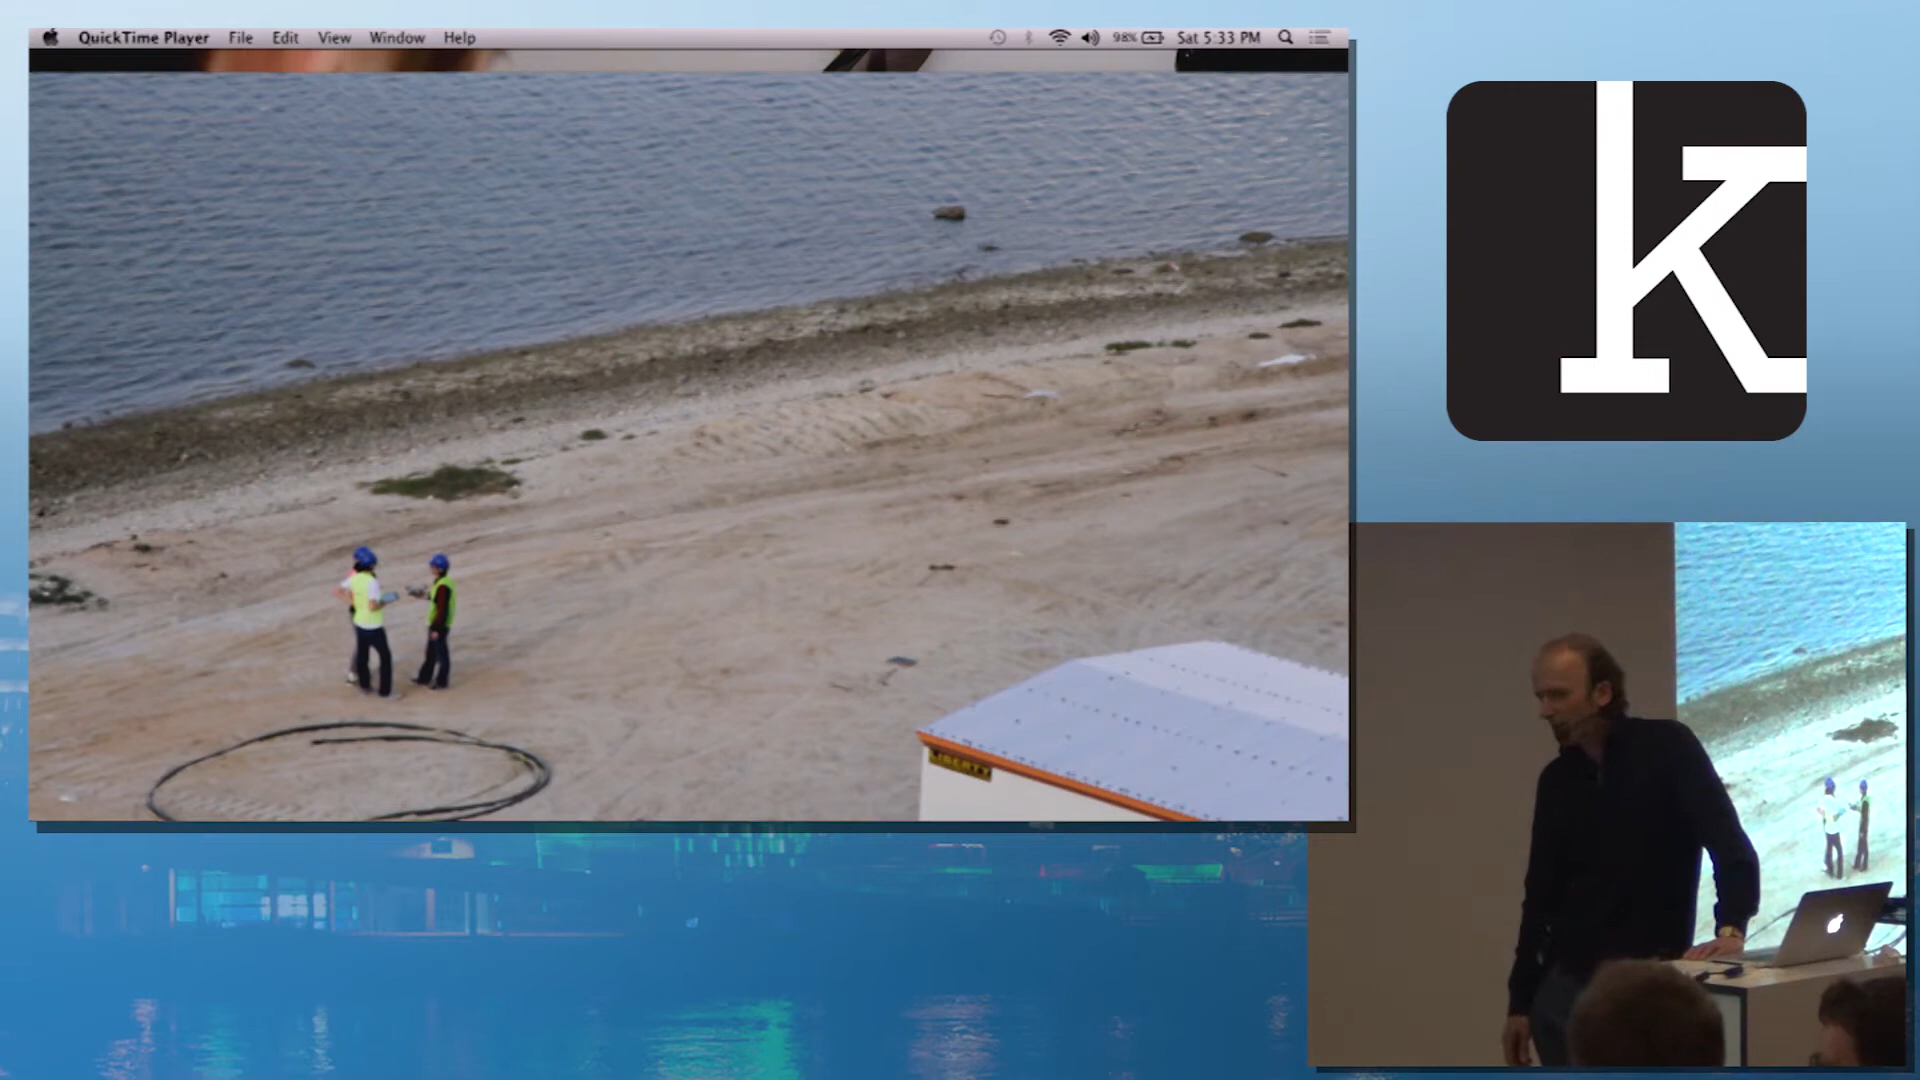 QuickTime Player File Edit View Window Help 98% Sat 5:33 PM
k
LIBERTY